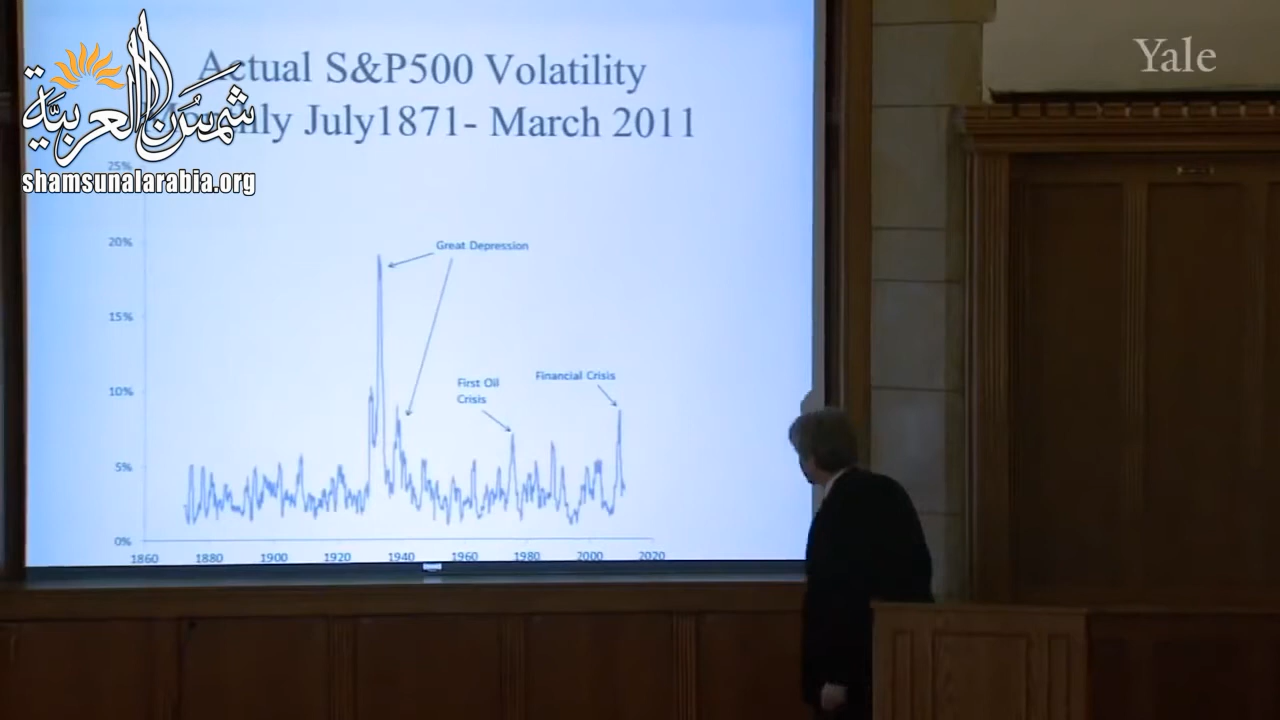 Actual S&P500 Volatility
July1871- March 2011
شمس العربية
shamsunalarabia.org
Yale
25%
20%
15%
10%
5%
0%
Great Depression
First Oil
Crisis
Financial Crisis
1860 1880 1900 1920 1940 1960 1980 2000 2020